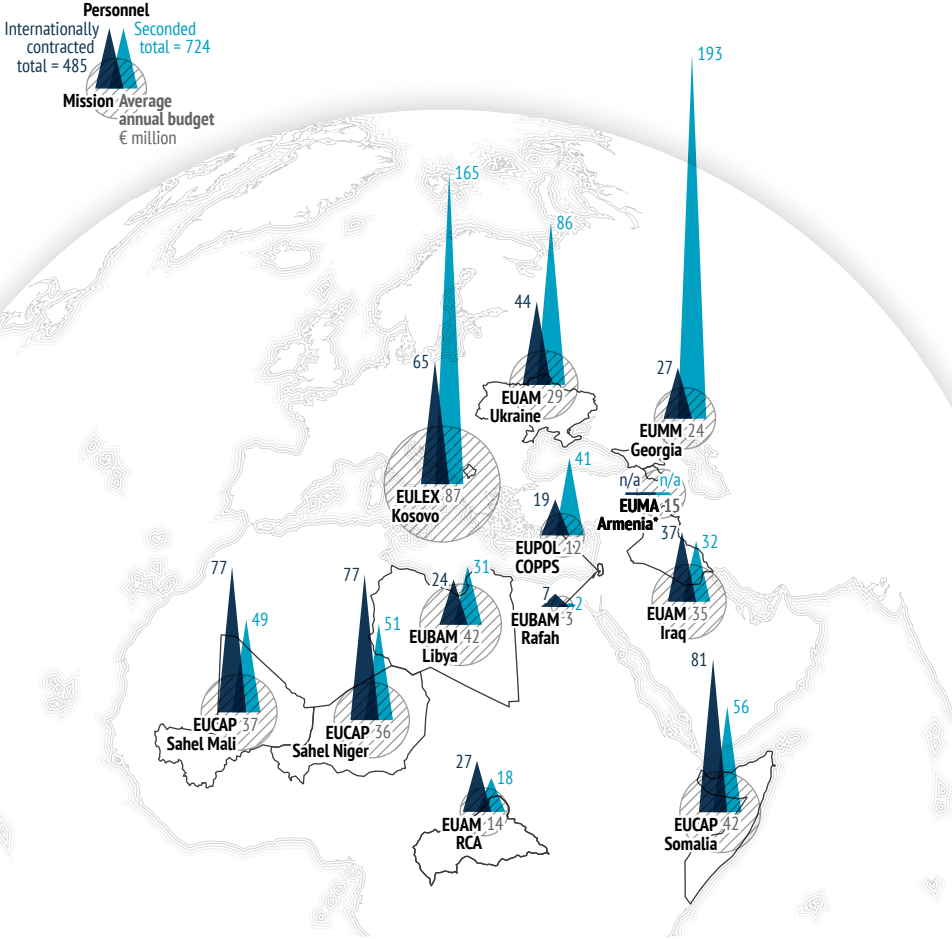 Personnel
Internationally
contracted
total = 485
Seconded
total = 724
Mission
Average
annual budget
€ million
193
165
86
44
65
27
EUAM 29
Ukraine
EUMM 24
Georgia
41
n/a n/a
EULEX 87
Kosovo
19
EUMA 15
Armenia*
EUPOL 12
COPPS
37
32
77
77
24
31
7
2
49
51
EUBAM 42
Libya
EUBAM 3
Rafah
EUAM 35
Iraq
81
56
EUCAP 37
Sahel Mali
EUCAP 36
Sahel Niger
27
18
EUAM 14
RCA
EUCAP 42
Somalia